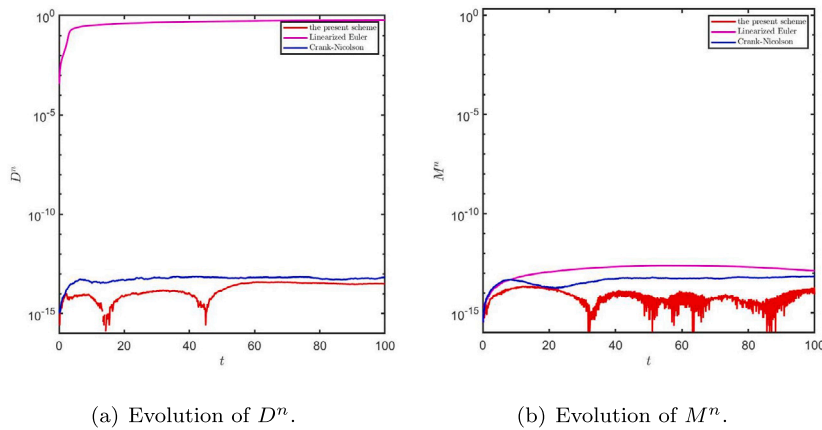 10^0
10^-5
10^-10
10^-15
D^n
0
20
40
60
80
100
t
the present scheme
Linearized Euler
Crank-Nicolson
(a) Evolution of D^n.
10^0
10^-5
10^-10
10^-15
M^n
0
20
40
60
80
100
t
the present scheme
Linearized Euler
Crank-Nicolson
(b) Evolution of M^n.